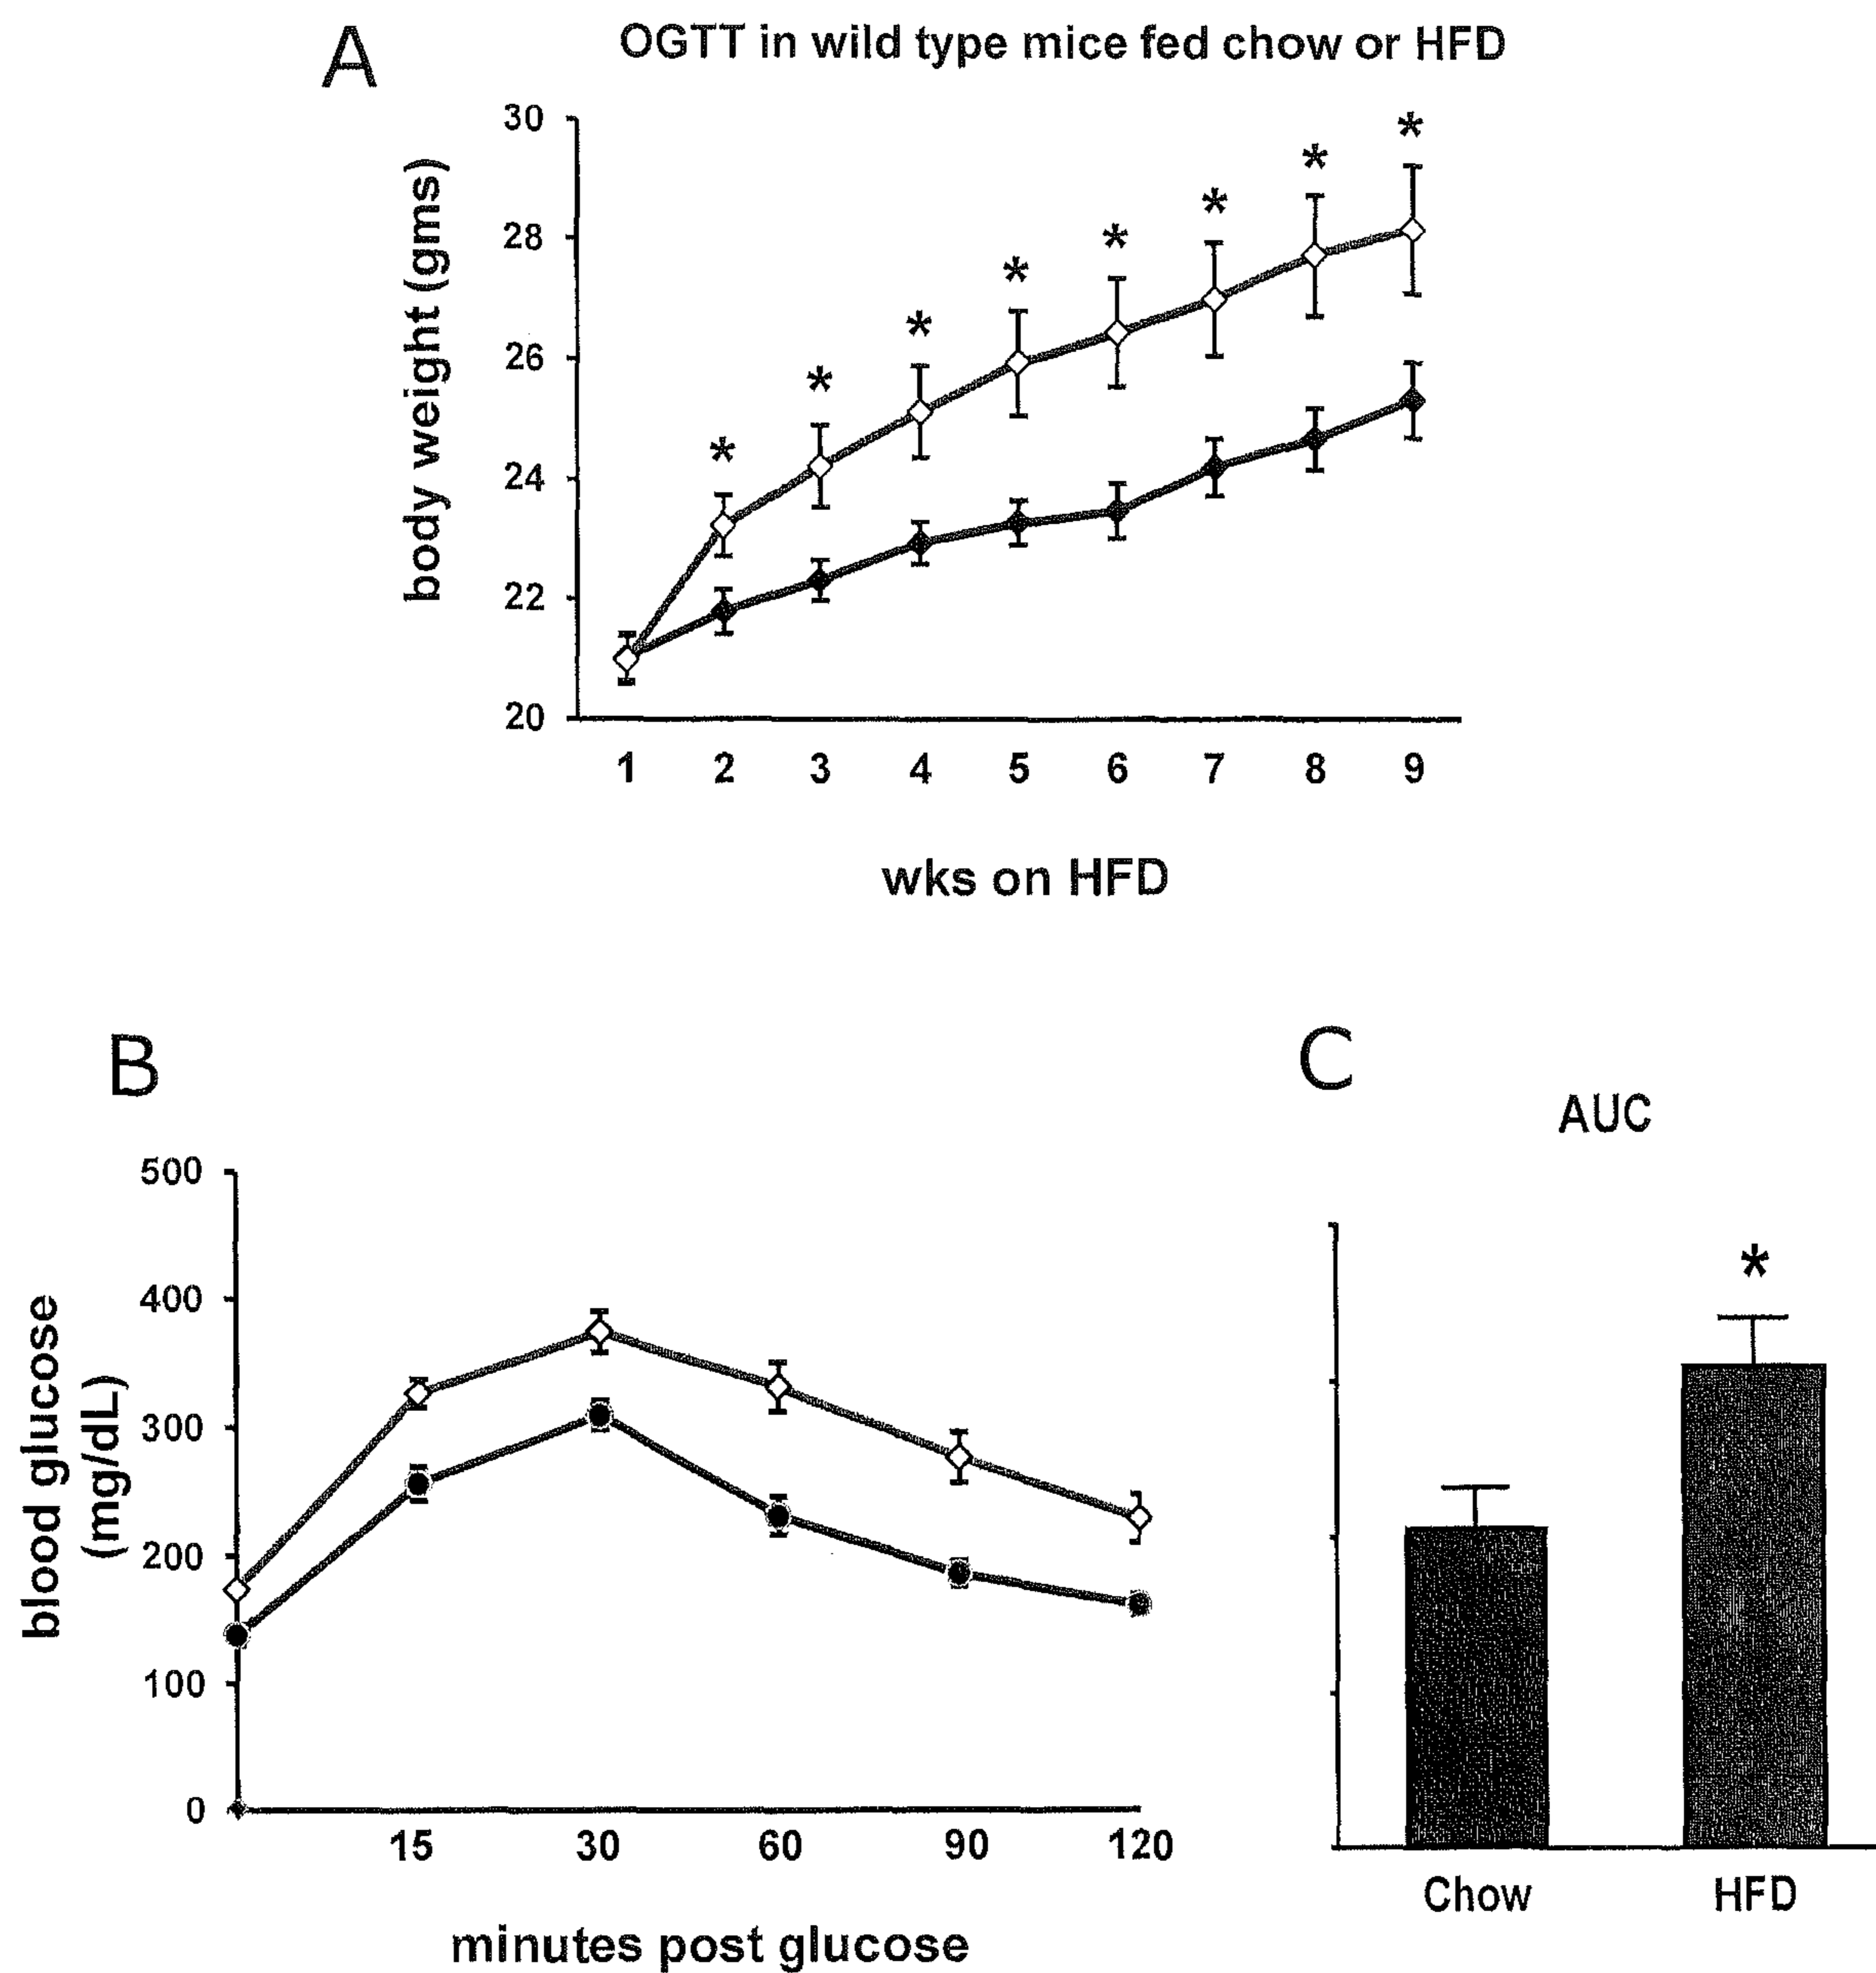 A
OGTT in wild type mice fed chow or HFD
30
28
26
24
22
20
body weight (gms)
* * * * * * * *
1 2 3 4 5 6 7 8 9
wks on HFD
B
500
400
300
200
100
0
blood glucose
(mg/dL)
15 30 60 90 120
minutes post glucose
C
AUC
*
Chow HFD